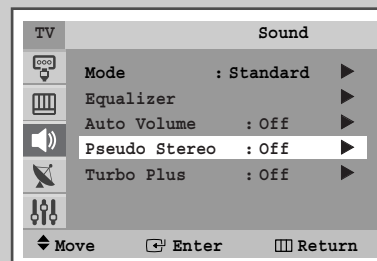 TV Sound
Mode : Standard
Equalizer
Auto Volume : Off
Pseudo Stereo : Off
Turbo Plus : Off
Move Enter Return